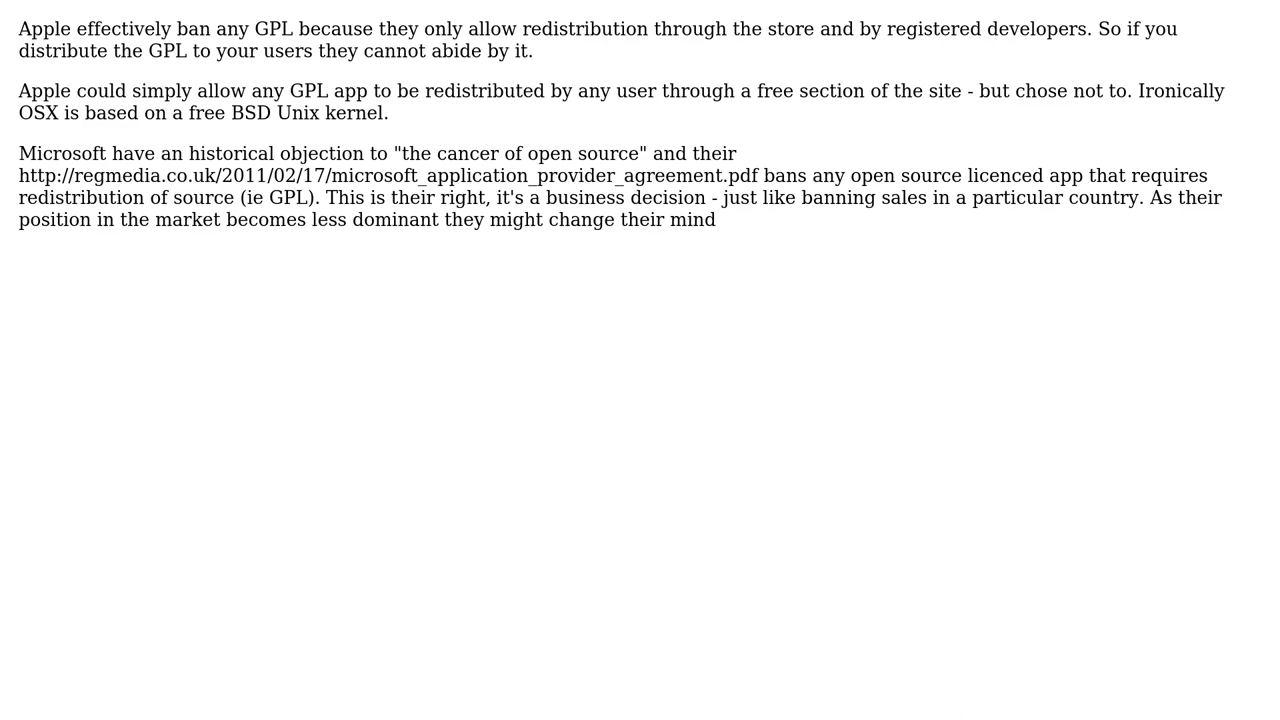 Apple effectively ban any GPL because they only allow redistribution through the store and by registered developers. So if you
distribute the GPL to your users they cannot abide by it.
Apple could simply allow any GPL app to be redistributed by any user through a free section of the site - but chose not to. Ironically
OSX is based on a free BSD Unix kernel.
Microsoft have an historical objection to "the cancer of open source" and their
http://regmedia.co.uk/2011/02/17/microsoft_application_provider_agreement.pdf bans any open source licenced app that requires
redistribution of source (ie GPL). This is their right, it's a business decision - just like banning sales in a particular country. As their
position in the market becomes less dominant they might change their mind